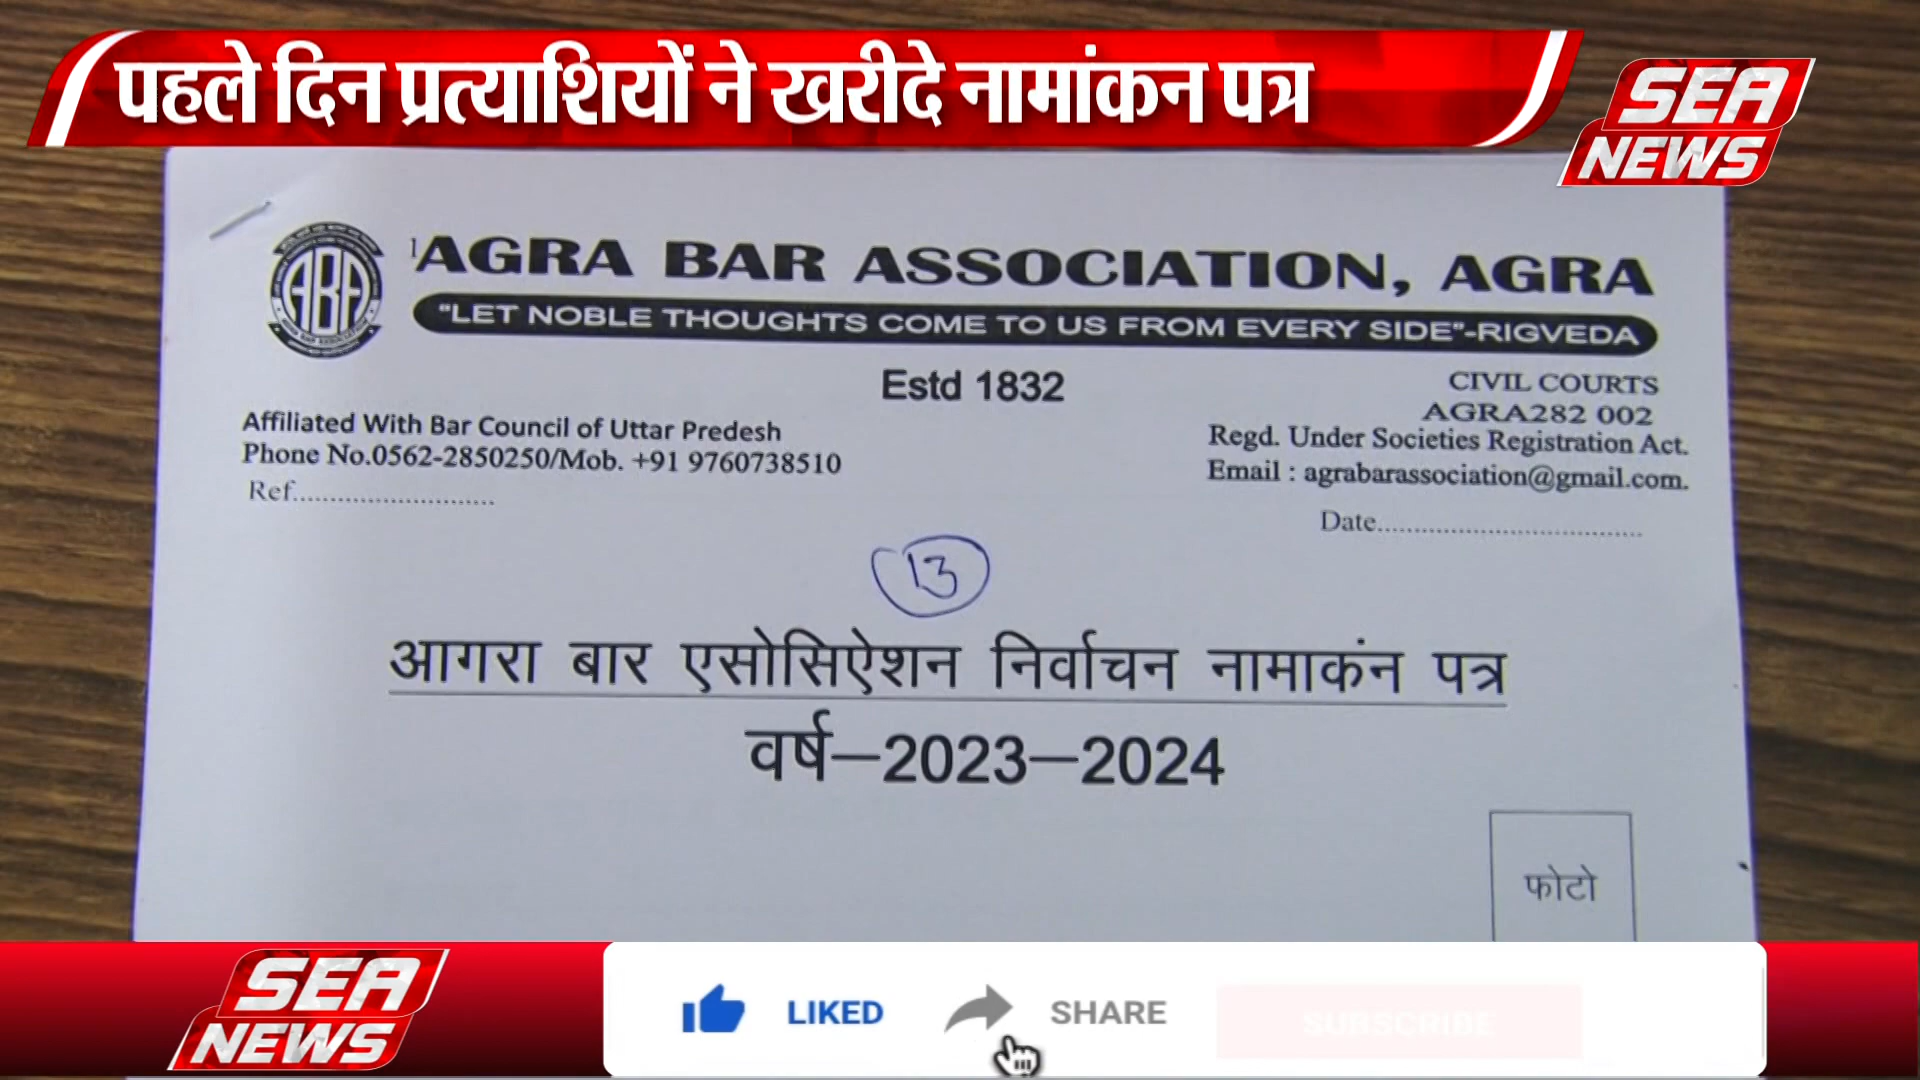 पहले दिन प्रत्याशियों ने खरीदे नामांकन पत्र
SEA
NEWS
ABA
AGRA BAR ASSOCIATION, AGRA
"LET NOBLE THOUGHTS COME TO US FROM EVERY SIDE"-RIGVEDA
Estd 1832
CIVIL COURTS
AGRA282 002
Affiliated With Bar Council of Uttar Predesh
Regd. Under Societies Registration Act.
Phone No.0562-2850250/Mob. +91 9760738510
Email : agrabarassociation@gmail.com.
Ref...........................
Date....................................
13
आगरा बार एसोसिऐशन निर्वाचन नामाकंन पत्र
वर्ष–2023–2024
फोटो
SEA
NEWS
LIKED
SHARE
SUBSCRIBE